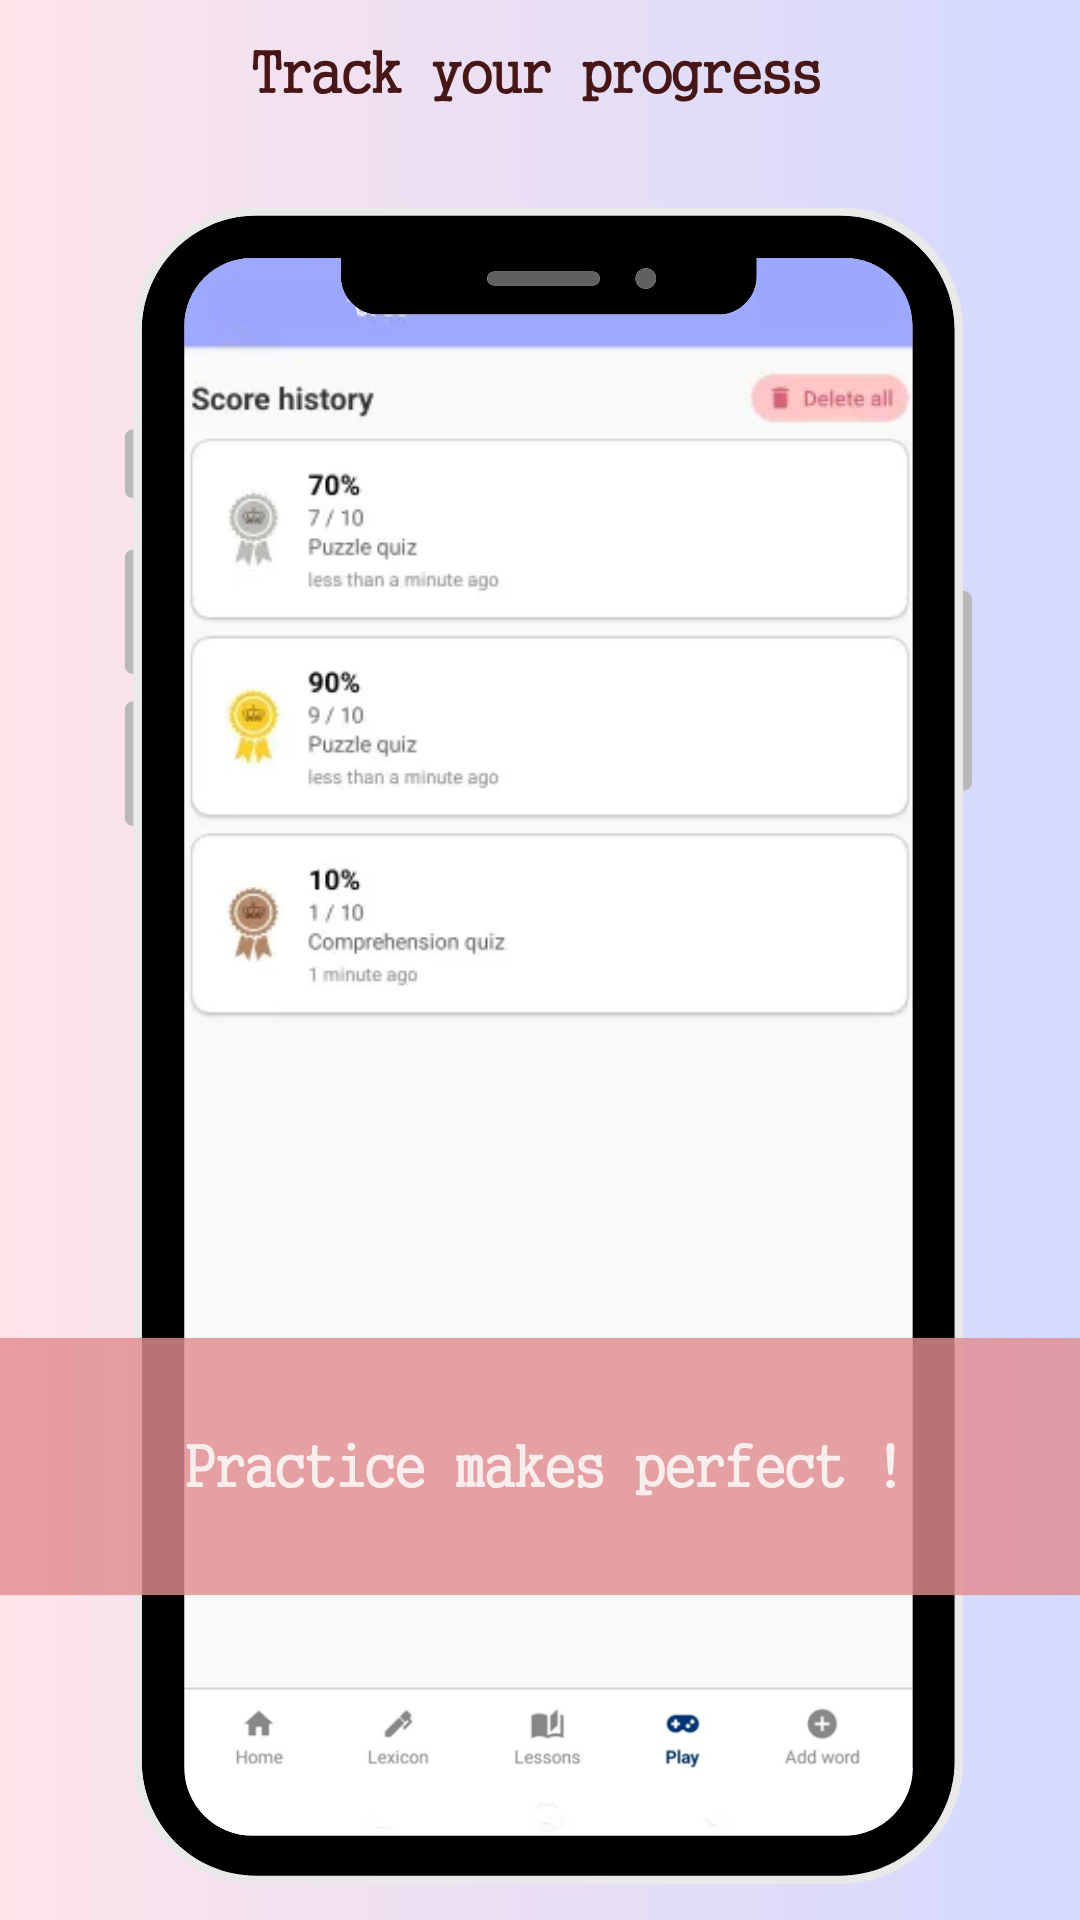 Track your progress
Score history
Delete all
70%
7 / 10
Puzzle quiz
less than a minute ago
90%
9 / 10
Puzzle quiz
less than a minute ago
10%
1 / 10
Comprehension quiz
1 minute ago
Practice makes perfect !
Home
Lexicon
Lessons
Play
Add word